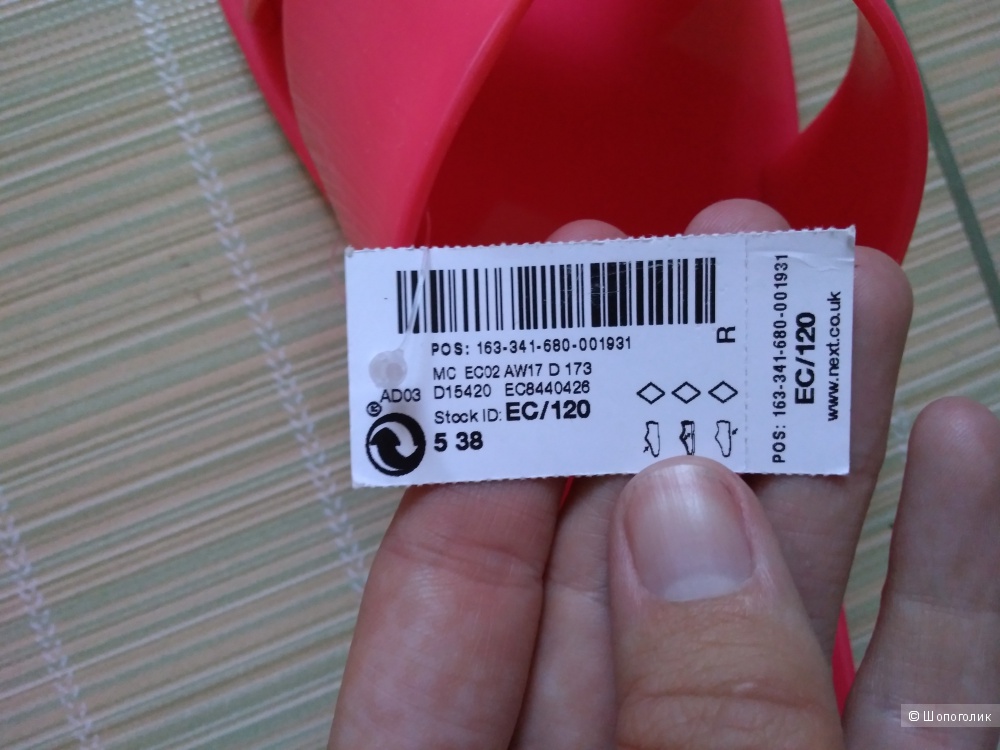 POS: 163-341-680-001931
R
MC EC02 AW17 D 173
AD03 D15420 EC8440426
® Stock ID: EC/120
5 38
POS: 163-341-680-001931
EC/120
www.next.co.uk
© Шопоголик